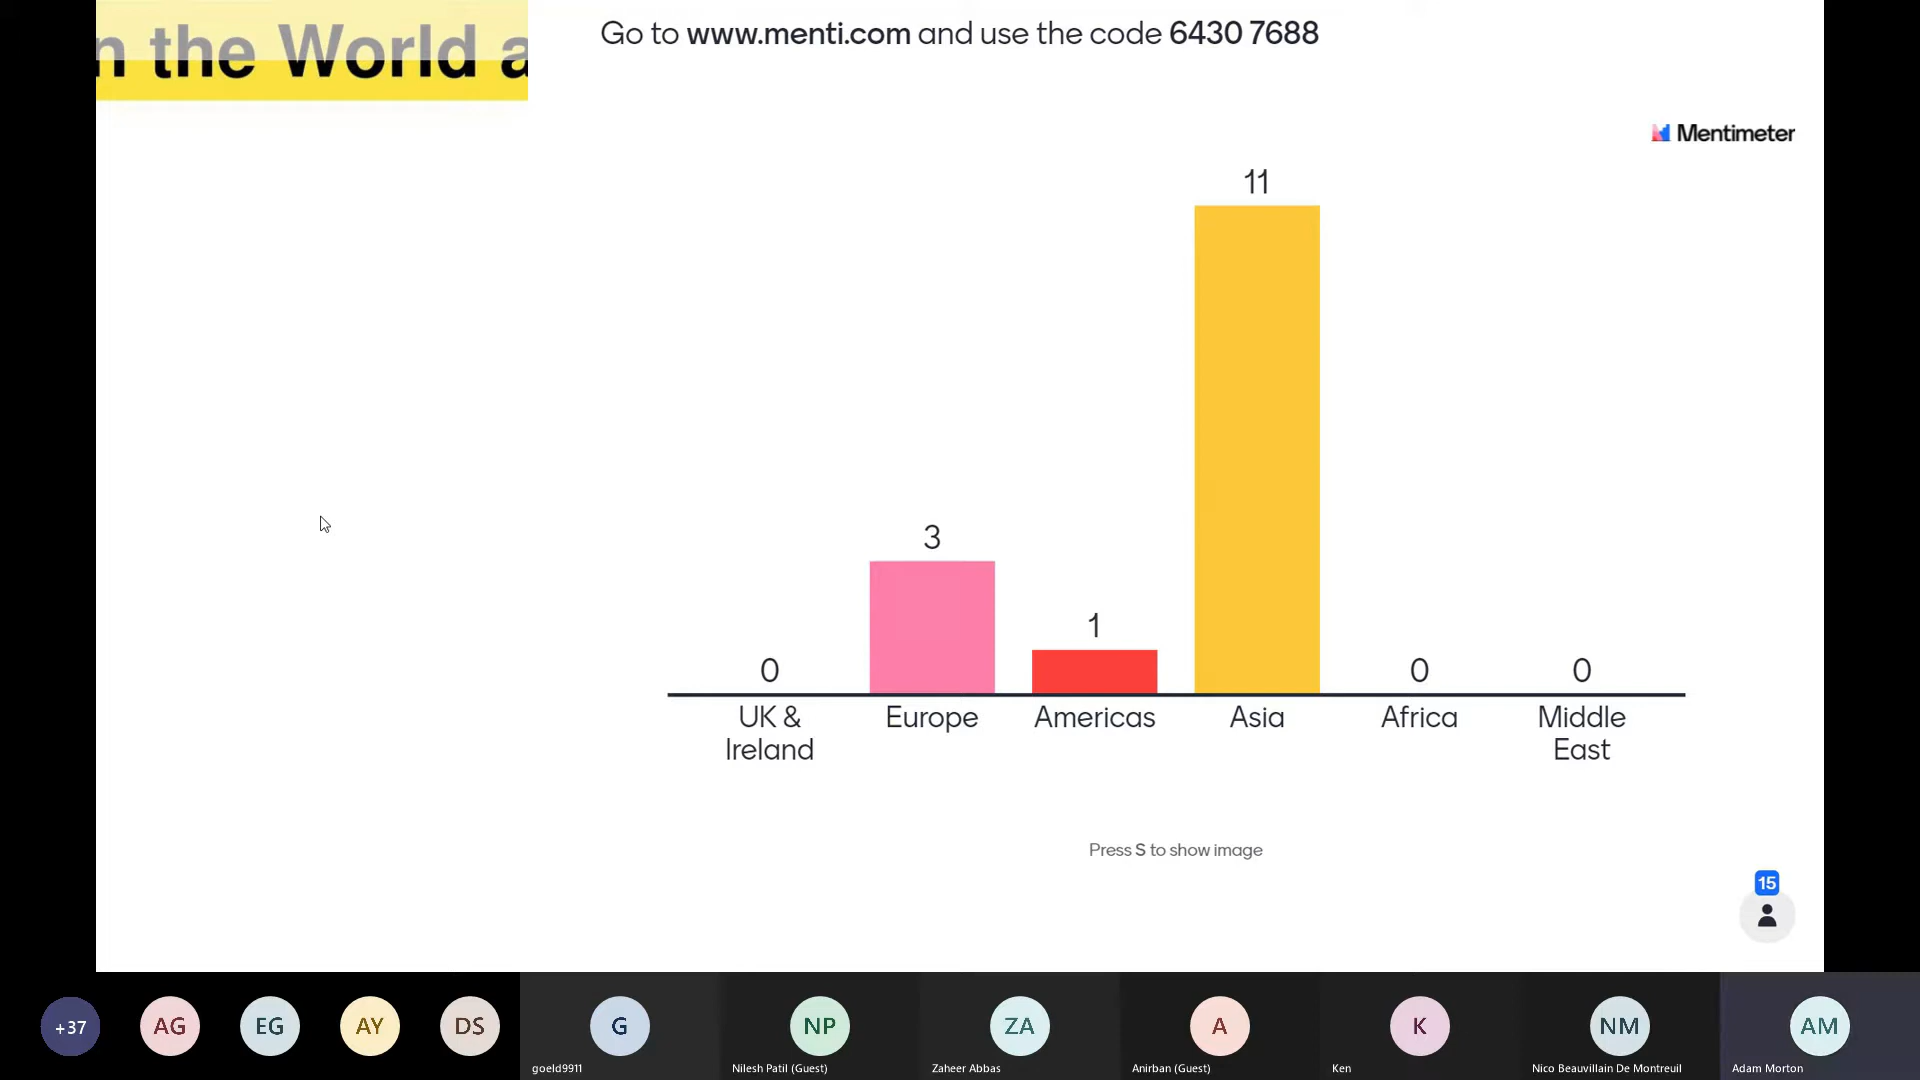 n the World a
Go to www.menti.com and use the code 6430 7688
Mentimeter
11
3
1
0
0
0
UK & Ireland
Europe
Americas
Asia
Africa
Middle East
Press S to show image
15
+37
AG
EG
AY
DS
G
NP
ZA
A
K
NM
AM
goeld9911
Nilesh Patil (Guest)
Zaheer Abbas
Anirban (Guest)
Ken
Nico Beauvillain De Montreuil
Adam Morton